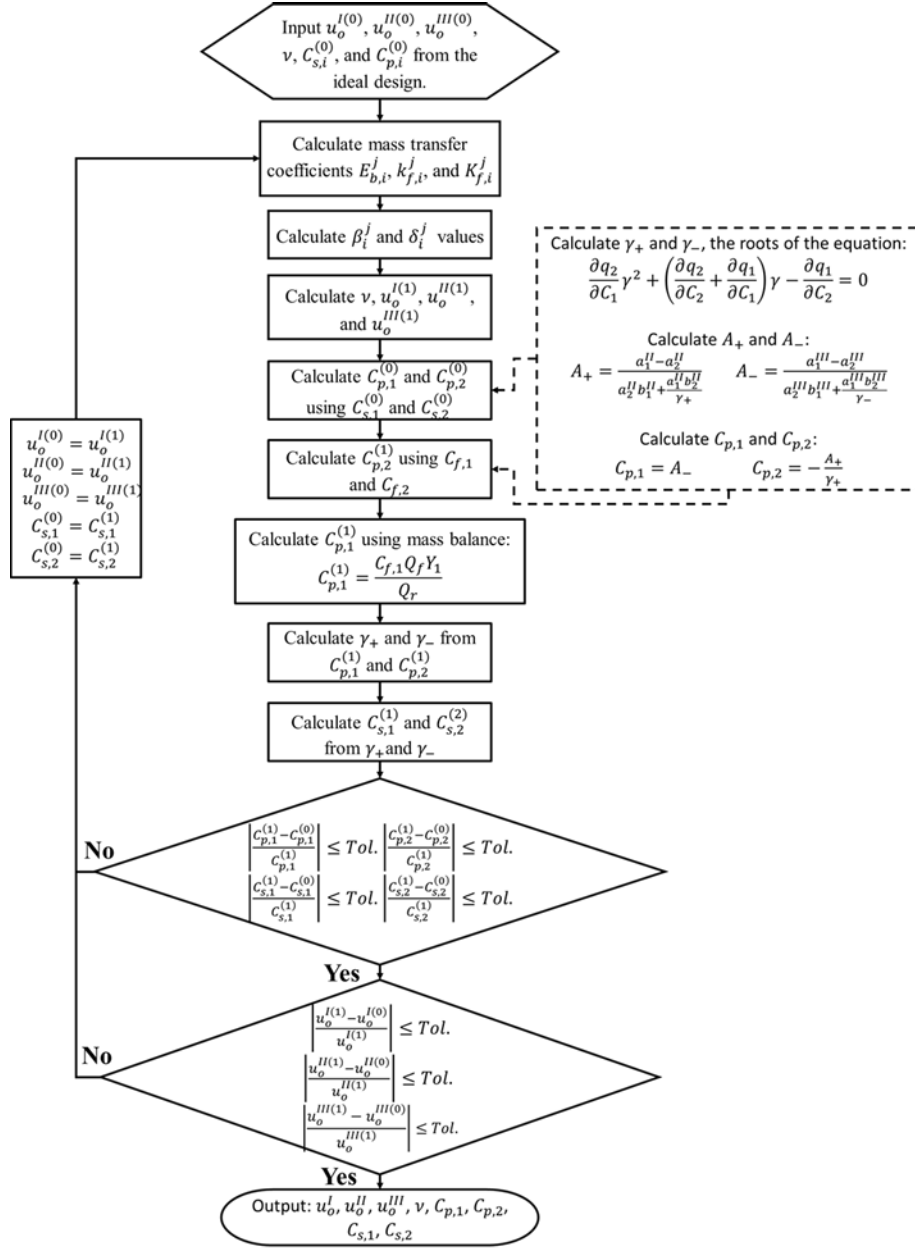 Input $u_o^{I(0)}$, $u_o^{II(0)}$, $u_o^{III(0)}$,
$\nu$, $C_{s,i}^{(0)}$, and $C_{p,i}^{(0)}$ from the
ideal design.
Calculate mass transfer
coefficients $E_{b,i}^{j}$, $k_{f,i}^{j}$, and $K_{f,i}^{j}$
Calculate $\beta_i^j$ and $\delta_i^j$ values
Calculate $\nu$, $u_o^{I(1)}$, $u_o^{II(1)}$,
and $u_o^{III(1)}$
Calculate $C_{p,1}^{(0)}$ and $C_{p,2}^{(0)}$
using $C_{s,1}^{(0)}$ and $C_{s,2}^{(0)}$
Calculate $C_{p,2}^{(1)}$ using $C_{f,1}$
and $C_{f,2}$
Calculate $\gamma_+$ and $\gamma_-$, the roots of the equation:
$\frac{\partial q_2}{\partial C_1}\gamma^2 + \left(\frac{\partial q_2}{\partial C_2} + \frac{\partial q_1}{\partial C_1}\right)\gamma - \frac{\partial q_1}{\partial C_2} = 0$
Calculate $A_+$ and $A_-$:
$A_+ = \frac{a_1^{II} - a_2^{II}}{a_2^{II} b_1^{II} + \frac{a_1^{II} b_2^{II}}{\gamma_+}}$ $A_- = \frac{a_1^{III} - a_2^{III}}{a_2^{III} b_1^{III} + \frac{a_1^{III} b_2^{III}}{\gamma_-}}$
Calculate $C_{p,1}$ and $C_{p,2}$:
$C_{p,1} = A_-$ $C_{p,2} = -\frac{A_+}{\gamma_+}$
Calculate $C_{p,1}^{(1)}$ using mass balance:
$C_{p,1}^{(1)} = \frac{C_{f,1} Q_f Y_1}{Q_r}$
Calculate $\gamma_+$ and $\gamma_-$ from
$C_{p,1}^{(1)}$ and $C_{p,2}^{(1)}$
Calculate $C_{s,1}^{(1)}$ and $C_{s,2}^{(2)}$
from $\gamma_+$ and $\gamma_-$
$u_o^{I(0)} = u_o^{I(1)}$
$u_o^{II(0)} = u_o^{II(1)}$
$u_o^{III(0)} = u_o^{III(1)}$
$C_{s,1}^{(0)} = C_{s,1}^{(1)}$
$C_{s,2}^{(0)} = C_{s,2}^{(1)}$
No
$\left|\frac{C_{p,1}^{(1)} - C_{p,1}^{(0)}}{C_{p,1}^{(1)}}\right| \leq Tol.$ $\left|\frac{C_{p,2}^{(1)} - C_{p,2}^{(0)}}{C_{p,2}^{(1)}}\right| \leq Tol.$
$\left|\frac{C_{s,1}^{(1)} - C_{s,1}^{(0)}}{C_{s,1}^{(1)}}\right| \leq Tol.$ $\left|\frac{C_{s,2}^{(1)} - C_{s,2}^{(0)}}{C_{s,2}^{(1)}}\right| \leq Tol.$
Yes
No
$\left|\frac{u_o^{I(1)} - u_o^{I(0)}}{u_o^{I(1)}}\right| \leq Tol.$
$\left|\frac{u_o^{II(1)} - u_o^{II(0)}}{u_o^{II(1)}}\right| \leq Tol.$
$\left|\frac{u_o^{III(1)} - u_o^{III(0)}}{u_o^{III(1)}}\right| \leq Tol.$
Yes
Output: $u_o^{I}$, $u_o^{II}$, $u_o^{III}$, $\nu$, $C_{p,1}$, $C_{p,2}$,
$C_{s,1}$, $C_{s,2}$